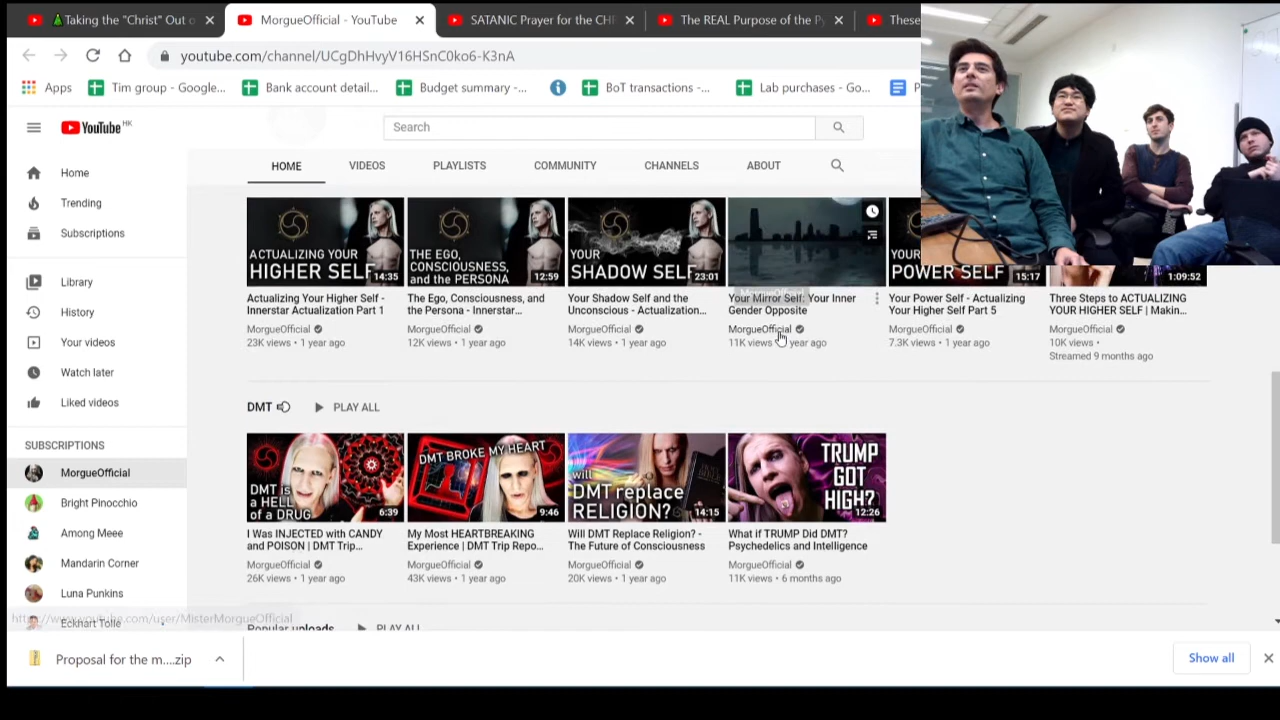 Taking the "Christ" Out o
MorgueOfficial - YouTube
SATANIC Prayer for the CH
The REAL Purpose of the Py
These
youtube.com/channel/UCgDhHvyV16HSnC0ko6-K3nA
Apps
Tim group - Google...
Bank account detail...
Budget summary -...
BoT transactions -...
Lab purchases - Go...
YouTube HK
Search
HOME
VIDEOS
PLAYLISTS
COMMUNITY
CHANNELS
ABOUT
Home
Trending
Subscriptions
Library
History
Your videos
Watch later
Liked videos
SUBSCRIPTIONS
MorgueOfficial
Bright Pinocchio
Among Meee
Mandarin Corner
Luna Punkins
Eckhart Tolle
ACTUALIZING YOUR
HIGHER SELF
14:35
THE EGO,
CONSCIOUSNESS,
and the PERSONA
12:59
YOUR
SHADOW SELF
23:01
YOUR
POWER SELF
15:17
1:09:52
Actualizing Your Higher Self -
Innerstar Actualization Part 1
MorgueOfficial
23K views • 1 year ago
The Ego, Consciousness, and
the Persona - Innerstar...
MorgueOfficial
12K views • 1 year ago
Your Shadow Self and the
Unconscious - Actualization...
MorgueOfficial
14K views • 1 year ago
Your Mirror Self: Your Inner
Gender Opposite
MorgueOfficial
11K views • 1 year ago
Your Power Self - Actualizing
Your Higher Self Part 5
MorgueOfficial
7.3K views • 1 year ago
Three Steps to ACTUALIZING
YOUR HIGHER SELF | Makin...
MorgueOfficial
10K views •
Streamed 9 months ago
DMT
PLAY ALL
DMT is
a HELL
of a DRUG
6:39
DMT BROKE MY HEART
9:46
will
DMT replace
RELIGION?
14:15
TRUMP
GOT
HIGH?
12:26
I Was INJECTED with CANDY
and POISON | DMT Trip...
MorgueOfficial
26K views • 1 year ago
My Most HEARTBREAKING
Experience | DMT Trip Repo...
MorgueOfficial
43K views • 1 year ago
Will DMT Replace Religion? -
The Future of Consciousness
MorgueOfficial
20K views • 1 year ago
What if TRUMP Did DMT?
Psychedelics and Intelligence
MorgueOfficial
11K views • 6 months ago
https://www.youtube.com/user/MisterMorgueOfficial
Popular uploads
PLAY ALL
Proposal for the m....zip
Show all